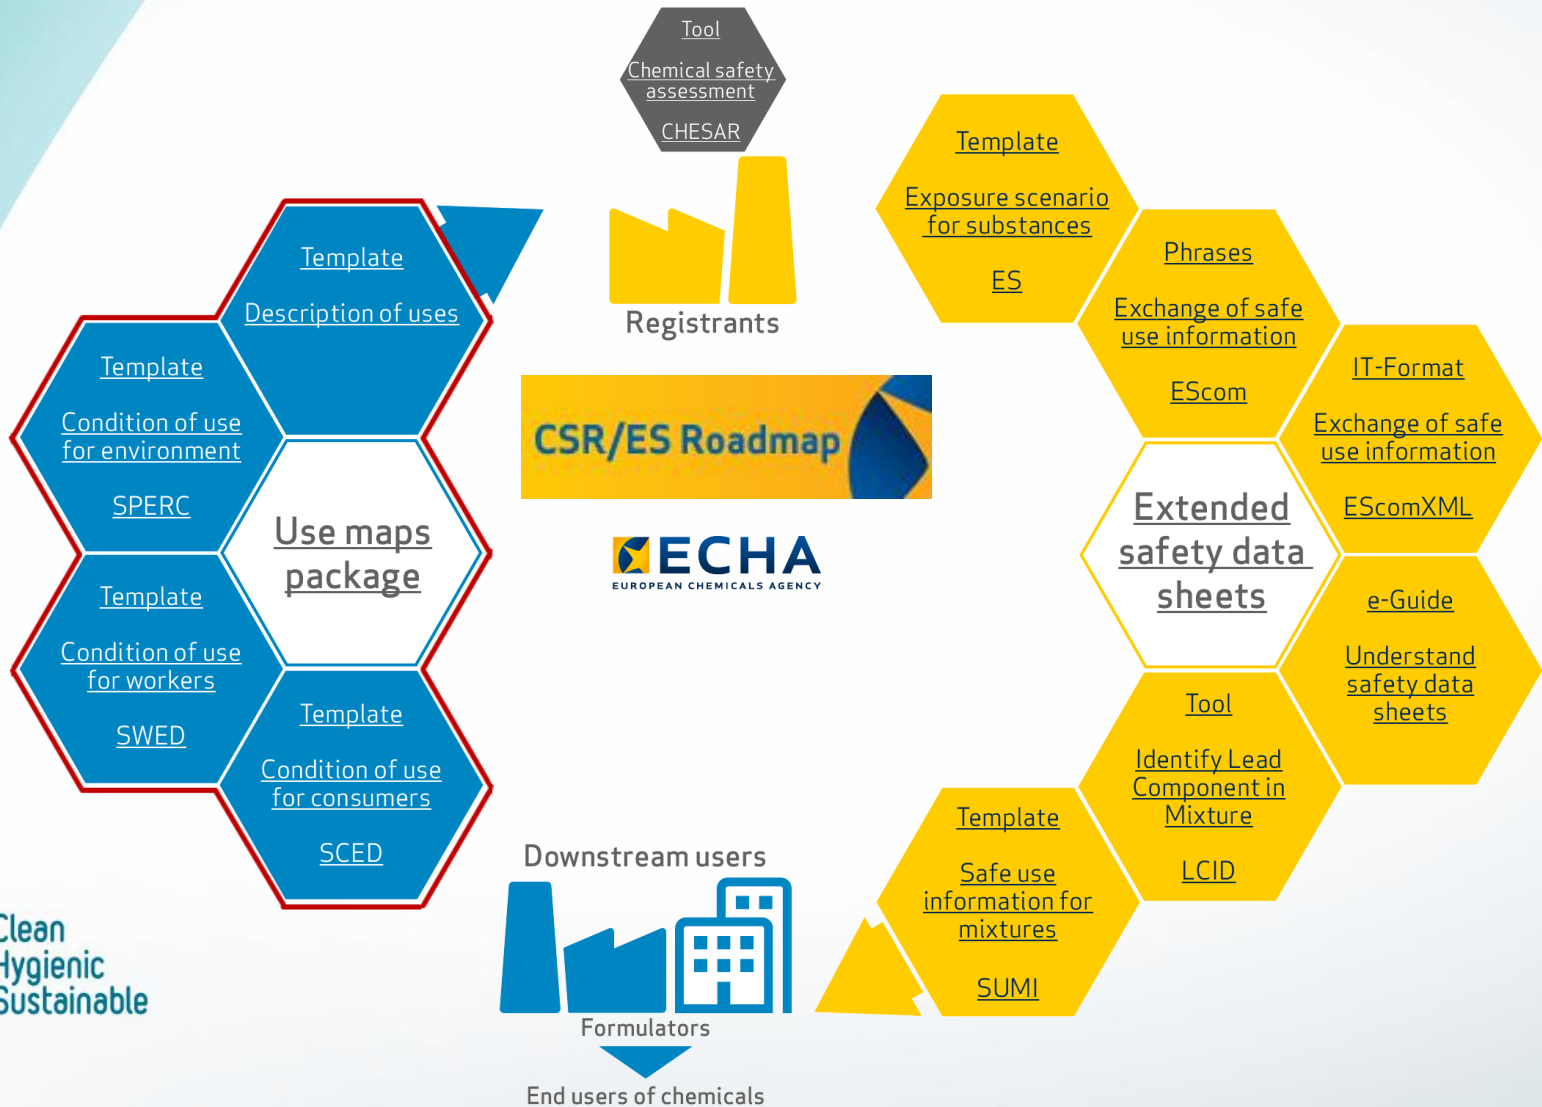 Tool
Chemical safety
assessment
CHESAR
Registrants
Template
Description of uses
Template
Condition of use
for environment
SPERC
Use maps
package
Template
Condition of use
for workers
SWED
Template
Condition of use
for consumers
SCED
CSR/ES Roadmap
ECHA
EUROPEAN CHEMICALS AGENCY
Template
Exposure scenario
for substances
ES
Phrases
Exchange of safe
use information
EScom
IT-Format
Exchange of safe
use information
EScomXML
Extended
safety data
sheets
e-Guide
Understand
safety data
sheets
Tool
Identify Lead
Component in
Mixture
LCID
Template
Safe use
information for
mixtures
SUMI
Downstream users
Formulators
End users of chemicals
Clean
Hygienic
Sustainable